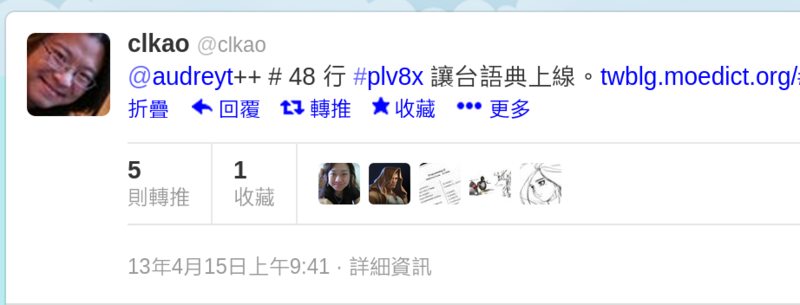 clkao @clkao
@audreyt++ # 48 行 #plv8x 讓台語典上線。twblg.moedict.org/
折疊 回覆 轉推 收藏 更多
5 1
則轉推 收藏
13年4月15日上午9:41 · 詳細資訊